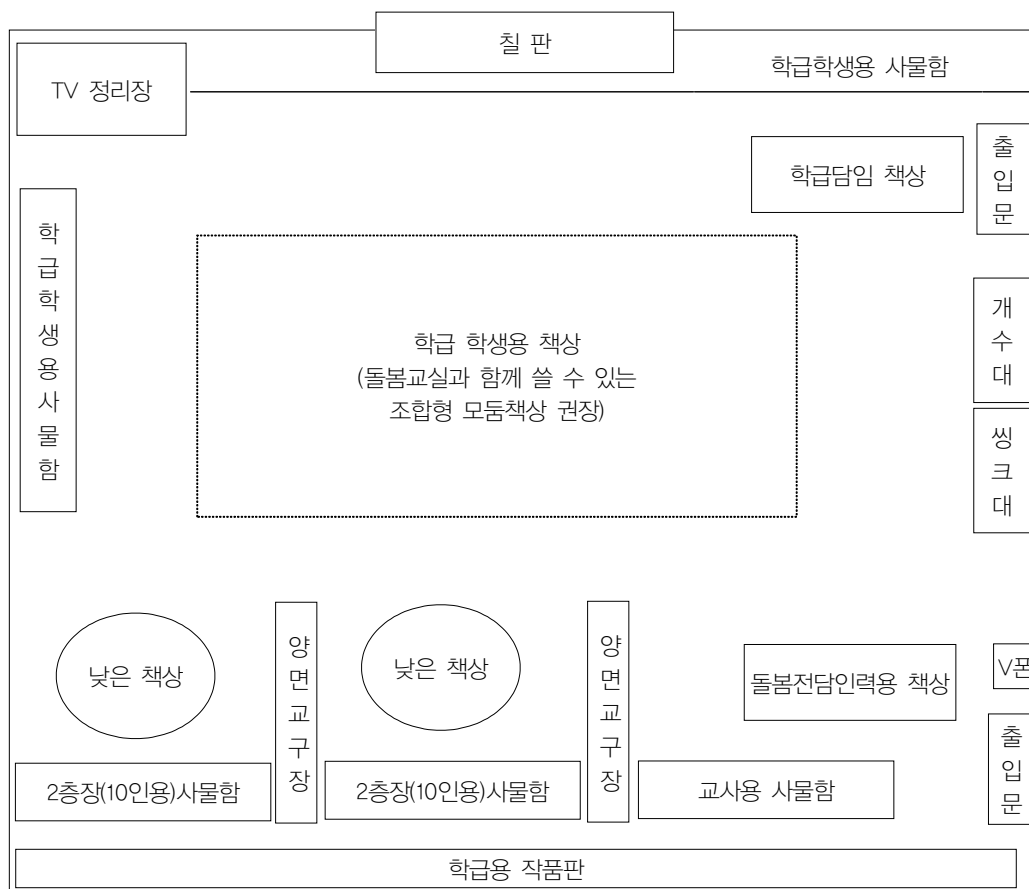 칠 판
TV 정리장
학급학생용 사물함
학급담임 책상
출입문
학급학생용사물함
학급 학생용 책상
(돌봄교실과 함께 쓸 수 있는
조합형 모둠책상 권장)
개수대
씽크대
낮은 책상
양면교구장
낮은 책상
양면교구장
돌봄전담인력용 책상
V폰
출입문
2층장(10인용)사물함
2층장(10인용)사물함
교사용 사물함
학급용 작품판